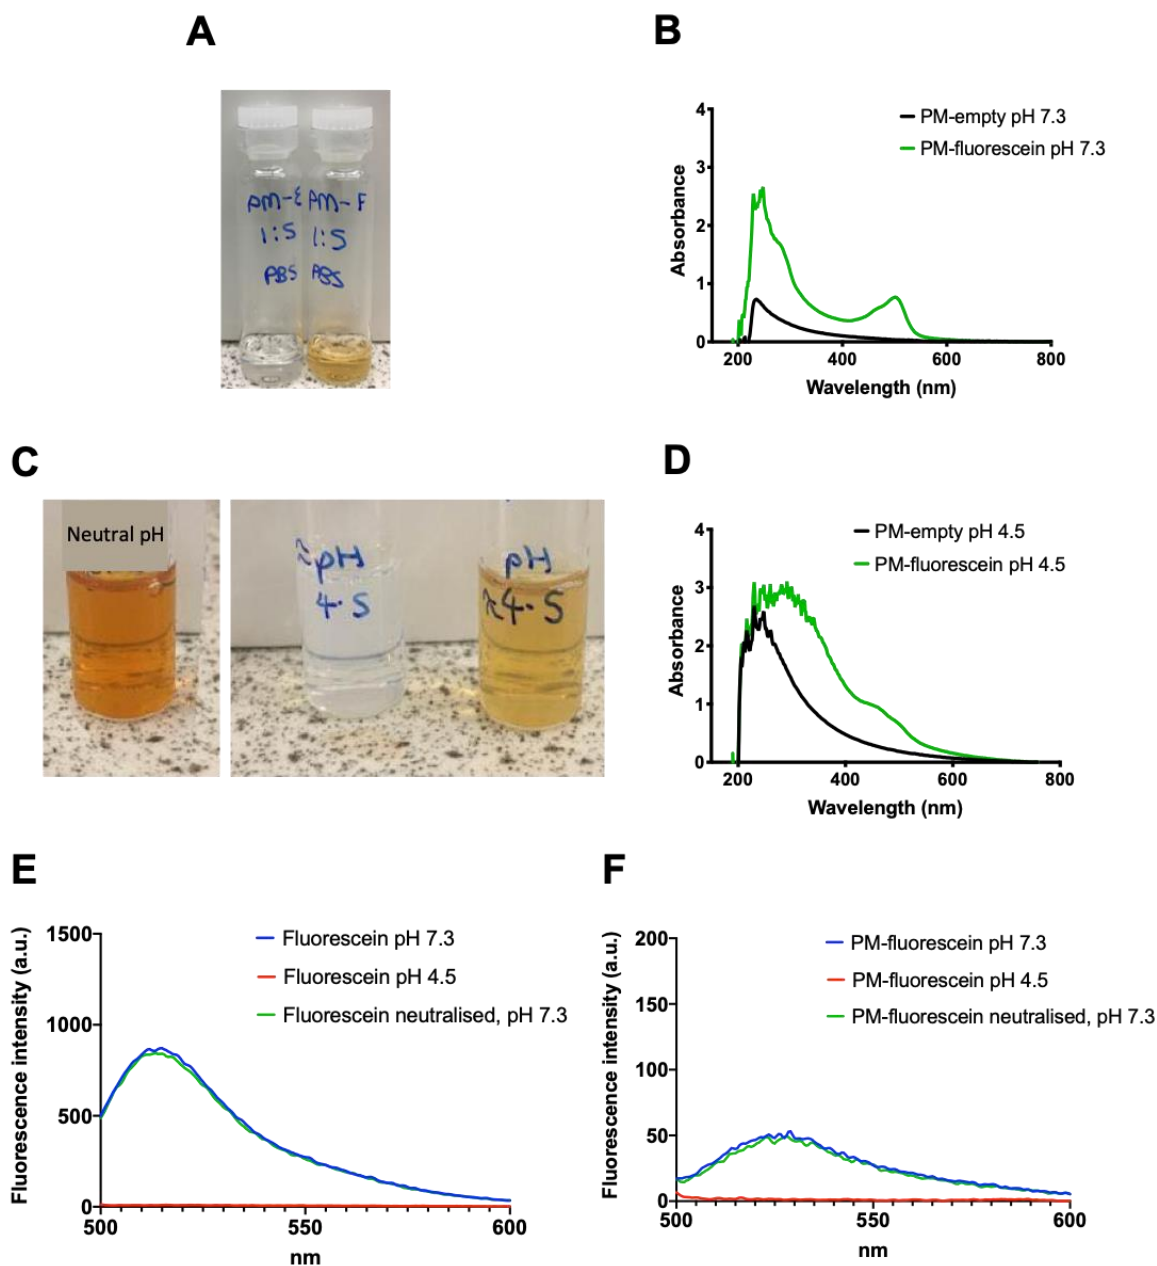 A
PM-E PM-F
1:5 1:5
PBS PBS
B
PM-empty pH 7.3
PM-fluorescein pH 7.3
4
3
2
1
0
Absorbance
200 400 600 800
Wavelength (nm)
C
Neutral pH
≈pH
4.5
pH
≈4.5
D
PM-empty pH 4.5
PM-fluorescein pH 4.5
4
3
2
1
0
Absorbance
200 400 600 800
Wavelength (nm)
E
Fluorescein pH 7.3
Fluorescein pH 4.5
Fluorescein neutralised, pH 7.3
1500
1000
500
0
Fluorescence intensity (a.u.)
500 550 600
nm
F
PM-fluorescein pH 7.3
PM-fluorescein pH 4.5
PM-fluorescein neutralised, pH 7.3
200
150
100
50
0
Fluorescence intensity (a.u.)
500 550 600
nm